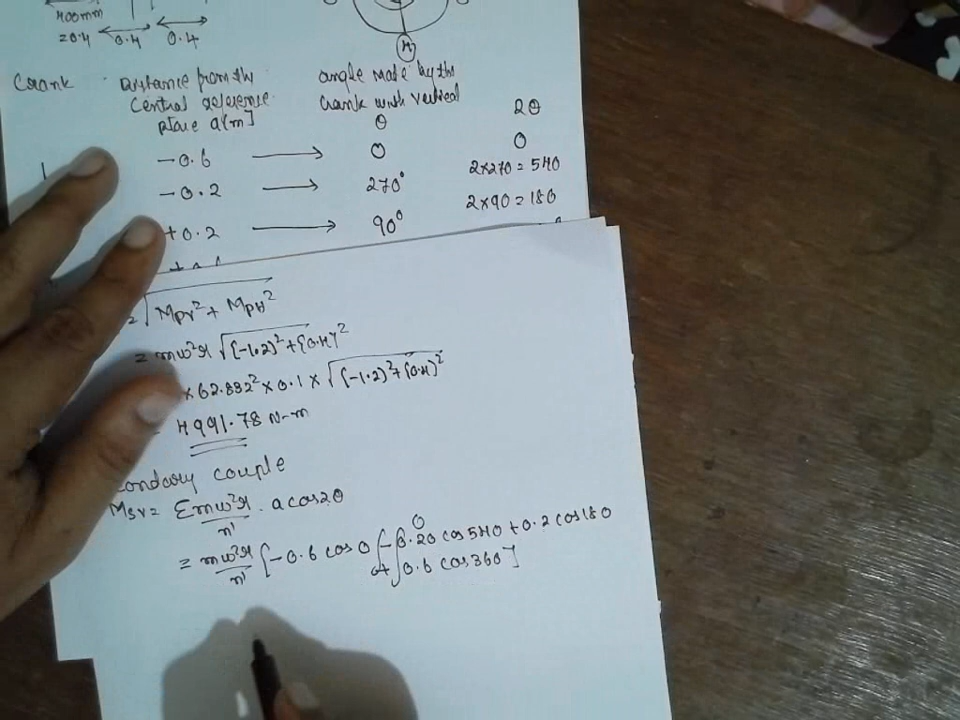 400mm
=0.4 0.4 0.4
4
Crank Distance from the Central reference plane a(m) angle made by the crank with vertical θ 2θ
1 -0.6 → 0 0
-0.2 → 270° 2×270 = 540
+0.2 → 90° 2×90 = 180
= √Mpv² + MpH²
= mω²r √(-1.2)² + (0.4)²
× 62.832² × 0.1 × √(-1.2)² + (0.4)²
= 4991.78 N-m
condary couple
Msv = Σmω²r/n' . a cos2θ
= mω²r/n' [-0.6 cos 0 - 0.20 cos 540 + 0.2 cos 180
+ 0.6 cos 360]